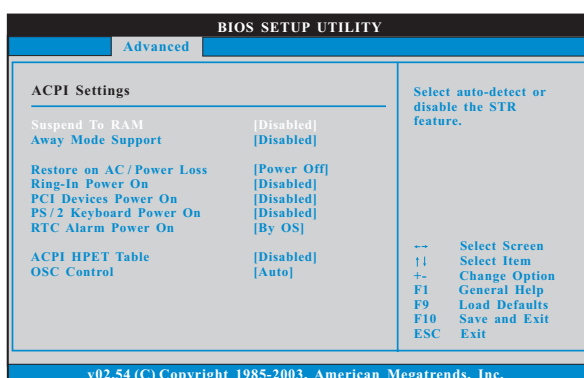 BIOS SETUP UTILITY
Advanced
ACPI Settings
Suspend To RAM [Disabled]
Away Mode Support [Disabled]
Restore on AC / Power Loss [Power Off]
Ring-In Power On [Disabled]
PCI Devices Power On [Disabled]
PS / 2 Keyboard Power On [Disabled]
RTC Alarm Power On [By OS]
ACPI HPET Table [Disabled]
OSC Control [Auto]
Select auto-detect or
disable the STR
feature.
←→ Select Screen
↑↓ Select Item
+- Change Option
F1 General Help
F9 Load Defaults
F10 Save and Exit
ESC Exit
v02.54 (C) Copyright 1985-2003, American Megatrends, Inc.